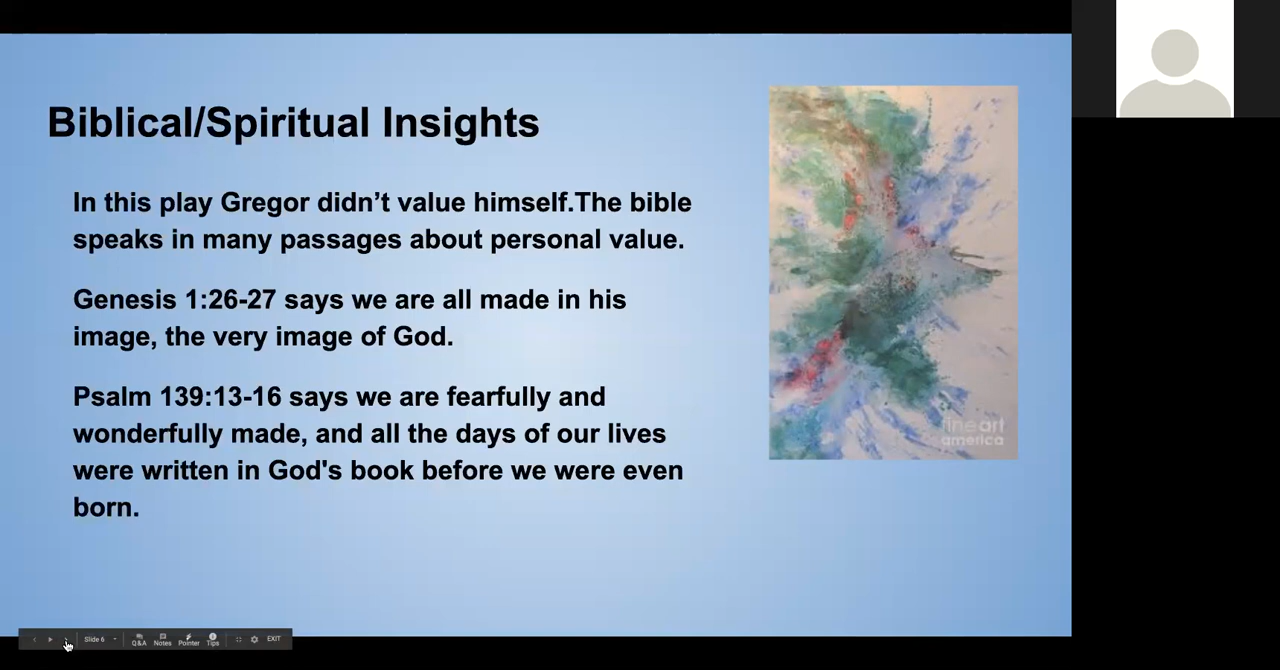 Biblical/Spiritual Insights
In this play Gregor didn’t value himself.The bible
speaks in many passages about personal value.
Genesis 1:26-27 says we are all made in his
image, the very image of God.
Psalm 139:13-16 says we are fearfully and
wonderfully made, and all the days of our lives
were written in God's book before we were even
born.
fineart
america
Slide 6
Q&A
Notes
Pointer
Tips
EXIT